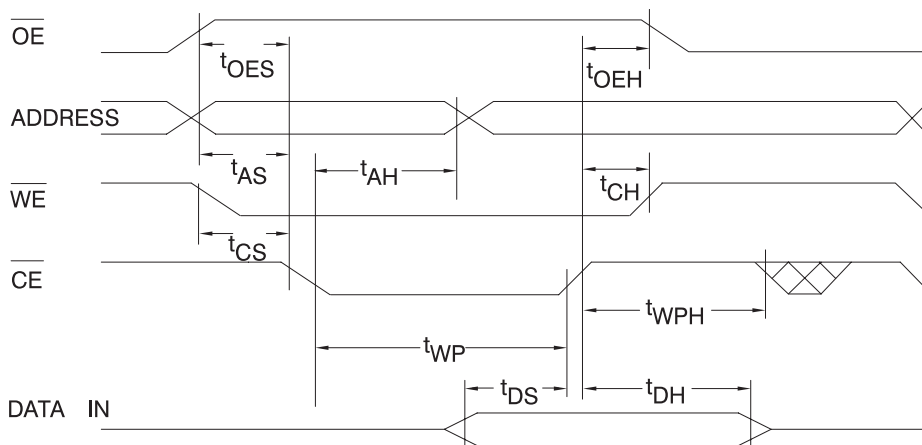 OE
tOES
tOEH
ADDRESS
tAS
tAH
tCH
WE
tCS
CE
tWPH
tWP
tDS
tDH
DATA IN